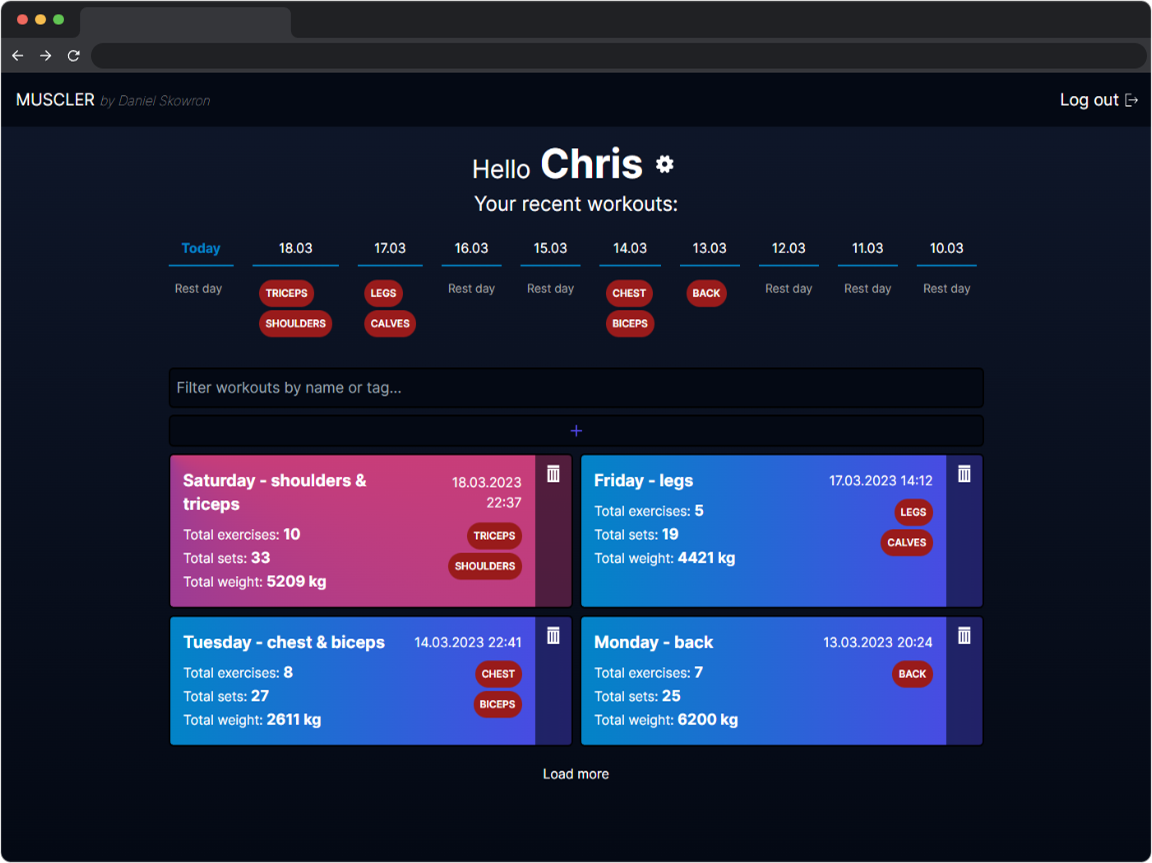 MUSCLER by Daniel Skowron
Log out
Hello Chris
Your recent workouts:
Today 18.03 17.03 16.03 15.03 14.03 13.03 12.03 11.03 10.03
Rest day TRICEPS LEGS Rest day Rest day CHEST BACK Rest day Rest day Rest day
SHOULDERS CALVES BICEPS
Filter workouts by name or tag...
+
Saturday - shoulders &
triceps
18.03.2023
22:37
Total exercises: 10
Total sets: 33
Total weight: 5209 kg
TRICEPS
SHOULDERS
Friday - legs
17.03.2023 14:12
Total exercises: 5
Total sets: 19
Total weight: 4421 kg
LEGS
CALVES
Tuesday - chest & biceps
14.03.2023 22:41
Total exercises: 8
Total sets: 27
Total weight: 2611 kg
CHEST
BICEPS
Monday - back
13.03.2023 20:24
Total exercises: 7
Total sets: 25
Total weight: 6200 kg
BACK
Load more